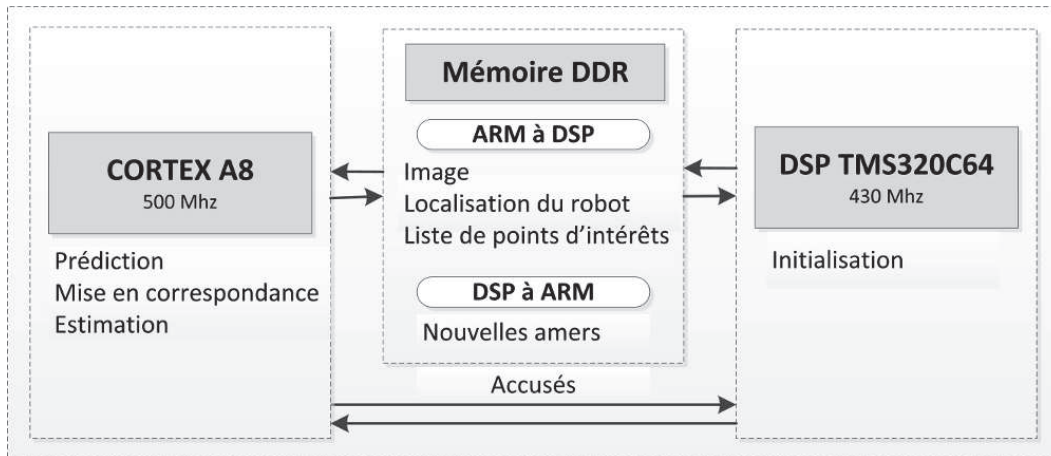 CORTEX A8
500 Mhz
Prédiction
Mise en correspondance
Estimation
Mémoire DDR
ARM à DSP
Image
Localisation du robot
Liste de points d'intérêts
DSP à ARM
Nouvelles amers
Accusés
DSP TMS320C64
430 Mhz
Initialisation